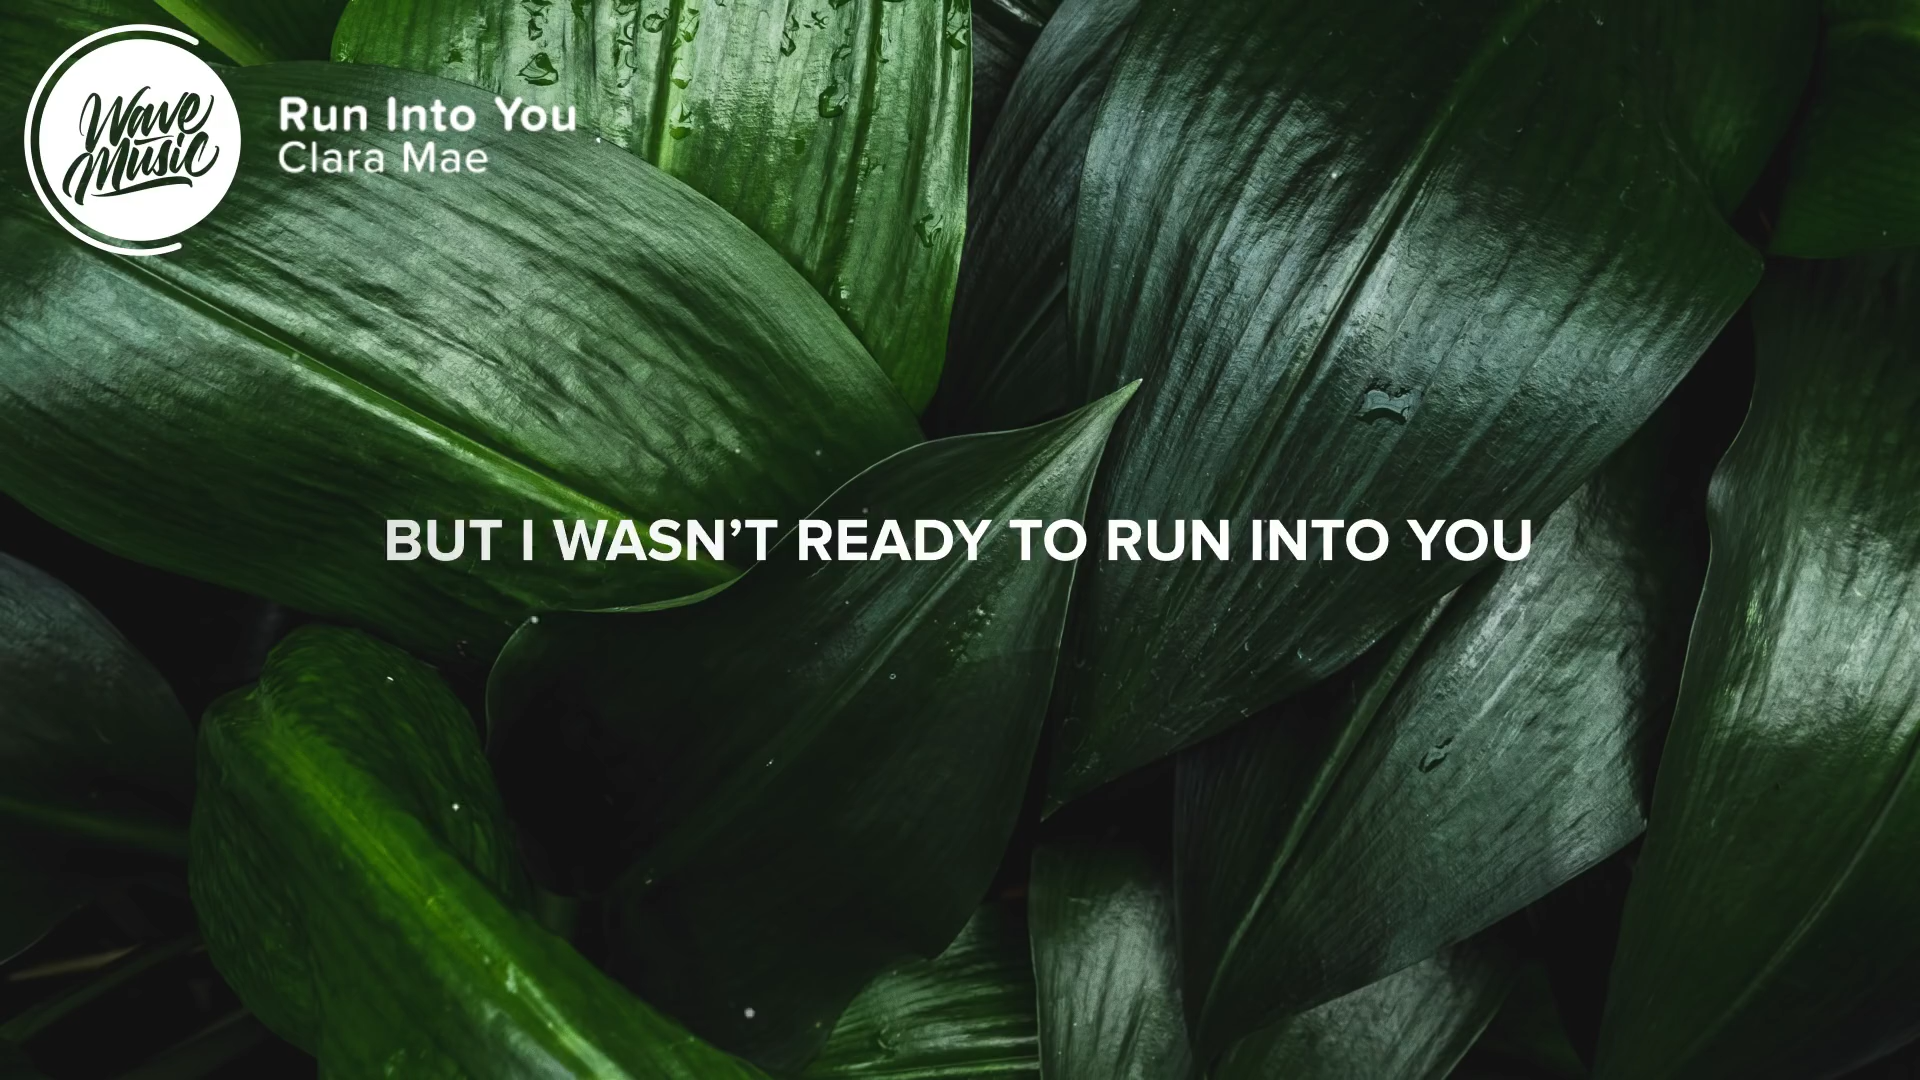 Wave
Music
Run Into You
Clara Mae
BUT I WASN’T READY TO RUN INTO YOU